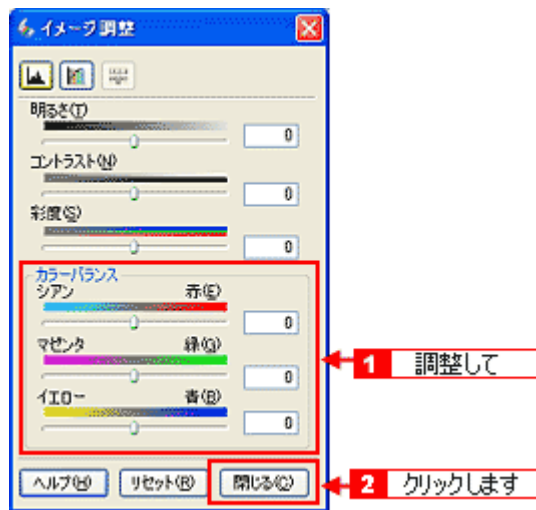 イメージ調整
明るさ(T)
0
コントラスト(N)
0
彩度(S)
0
カラーバランス
シアン 赤(E)
0
マゼンタ 緑(G)
0
イエロー 青(B)
0
1 調整して
ヘルプ(H) リセット(R) 閉じる(C)
2 クリックします